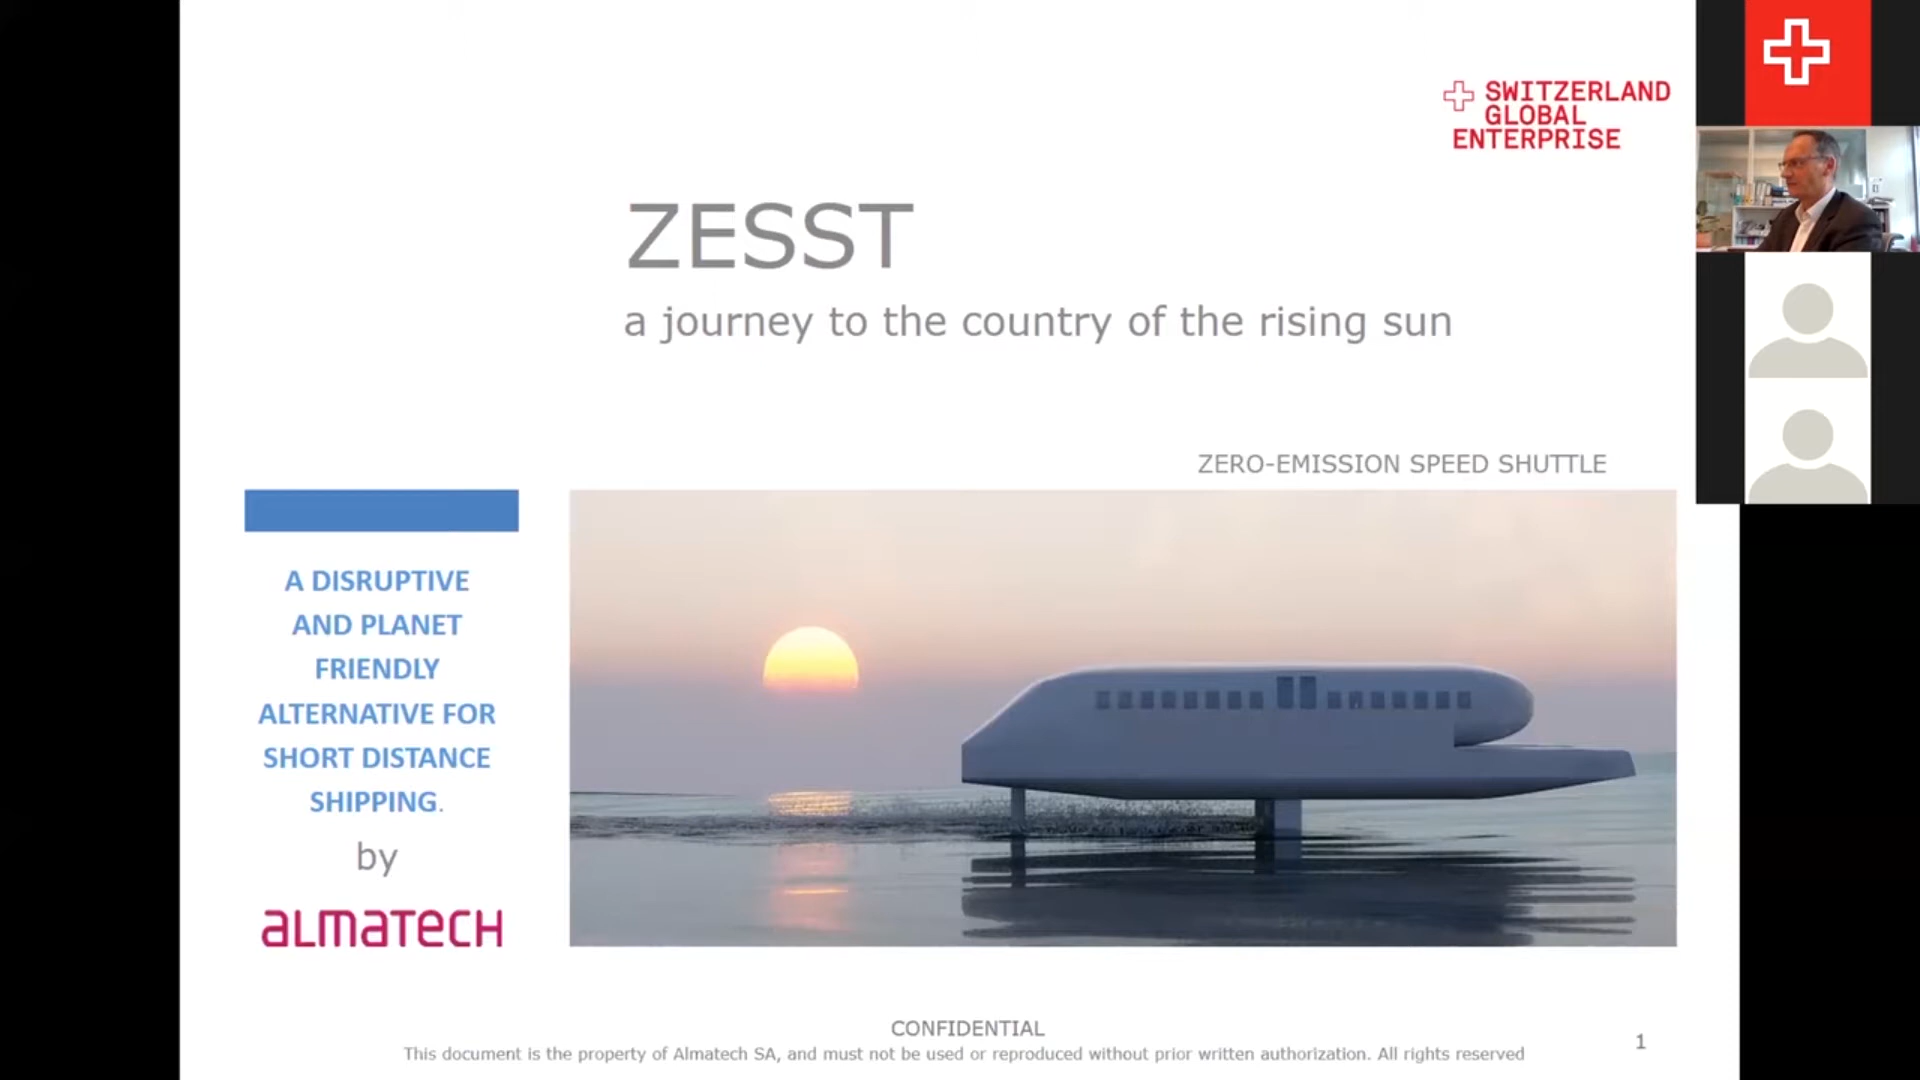 SWITZERLAND
GLOBAL
ENTERPRISE
ZESST
a journey to the country of the rising sun
ZERO-EMISSION SPEED SHUTTLE
A DISRUPTIVE
AND PLANET
FRIENDLY
ALTERNATIVE FOR
SHORT DISTANCE
SHIPPING.
by
aLmaTecH
CONFIDENTIAL
This document is the property of Almatech SA, and must not be used or reproduced without prior written authorization. All rights reserved
1